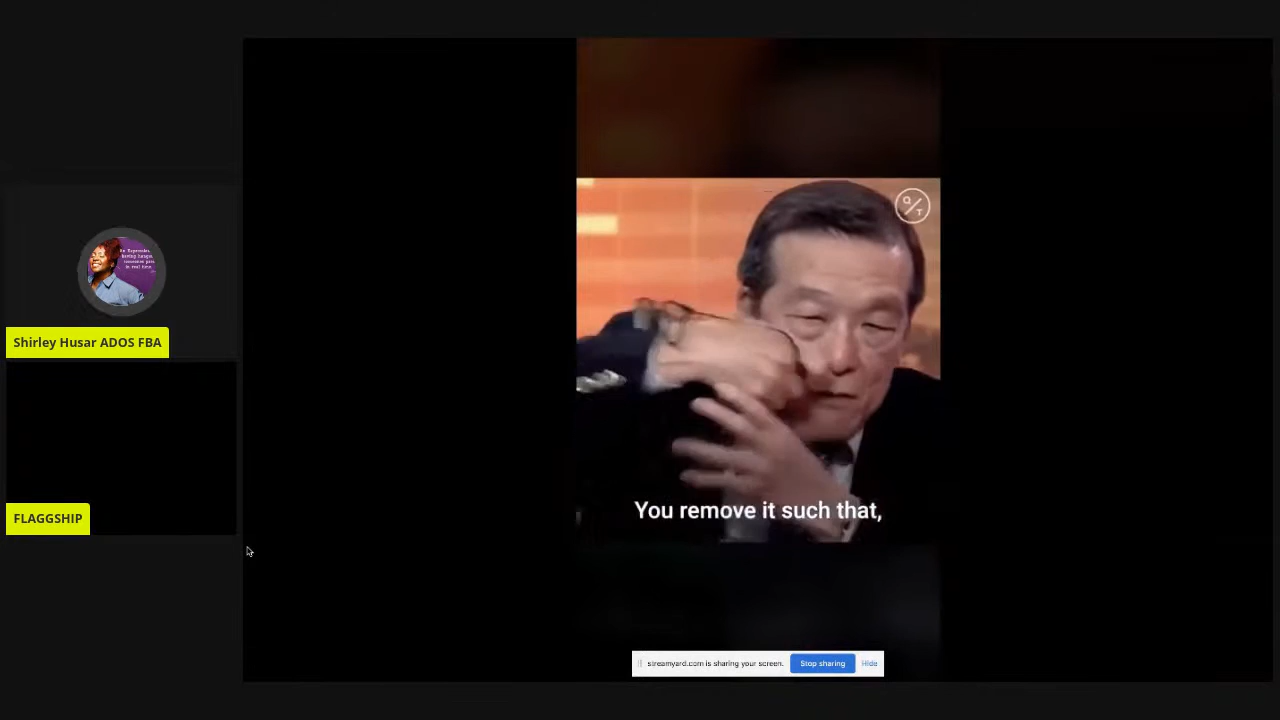 Q/T
Shirley Husar ADOS FBA
FLAGGSHIP
You remove it such that,
streamyard.com is sharing your screen.
Stop sharing
Hide